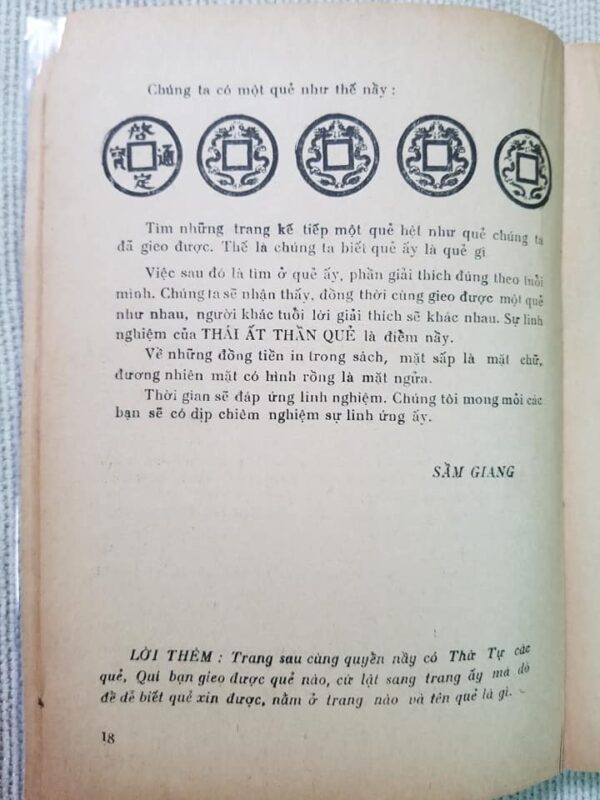 Chúng ta có một quẻ như thế nầy :
啓
寳 通
定
Tìm những trang kế tiếp một quẻ hệt như quẻ chúng ta
đã gieo được. Thế là chúng ta biết quẻ ấy là quẻ gì
Việc sau đó là tìm ở quẻ ấy, phần giải thích đúng theo tuổi
mình. Chúng ta sẽ nhận thấy, đồng thời cùng gieo được một quẻ
như nhau, người khác tuổi lời giải thích sẽ khác nhau. Sự linh
nghiệm của THÁI ẤT THẦN QUẺ là điểm nầy.
Về những đồng tiền in trong sách, mặt sấp là mặt chữ,
đương nhiên mặt có hình rồng là mặt ngửa.
Thời gian sẽ đáp ứng linh nghiệm. Chúng tôi mong mỏi các
bạn sẽ có dịp chiêm nghiệm sự linh ứng ấy.
SẦM GIANG
LỜI THÊM : Trang sau cùng quyển nầy có Thứ Tự các
quẻ, Quí bạn gieo được quẻ nào, cứ lật sang trang ấy mà dò
để dễ biết quẻ xin được, nằm ở trang nào và tên quẻ là gì.
18